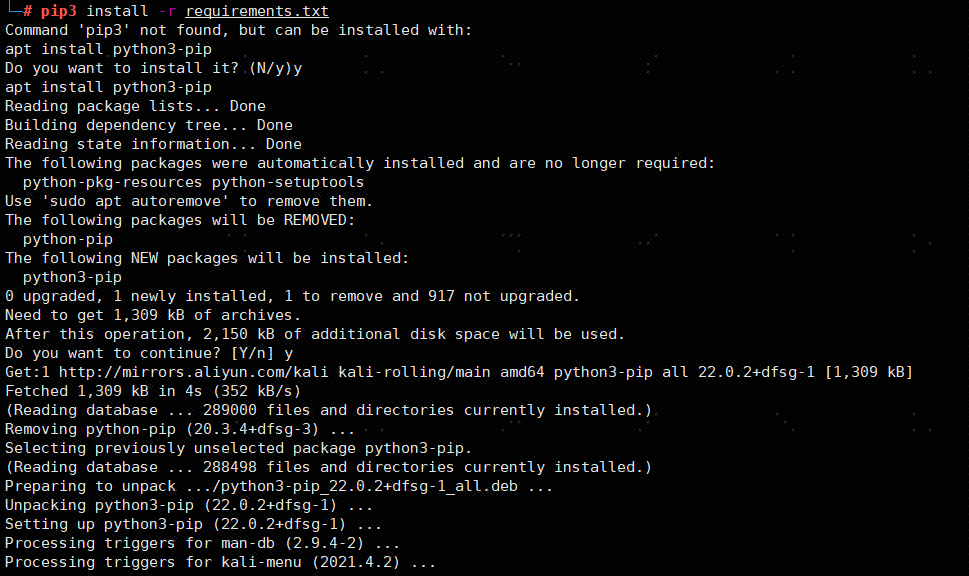 └─# pip3 install -r requirements.txt
Command 'pip3' not found, but can be installed with:
apt install python3-pip
Do you want to install it? (N/y)y
apt install python3-pip
Reading package lists... Done
Building dependency tree... Done
Reading state information... Done
The following packages were automatically installed and are no longer required:
  python-pkg-resources python-setuptools
Use 'sudo apt autoremove' to remove them.
The following packages will be REMOVED:
  python-pip
The following NEW packages will be installed:
  python3-pip
0 upgraded, 1 newly installed, 1 to remove and 917 not upgraded.
Need to get 1,309 kB of archives.
After this operation, 2,150 kB of additional disk space will be used.
Do you want to continue? [Y/n] y
Get:1 http://mirrors.aliyun.com/kali kali-rolling/main amd64 python3-pip all 22.0.2+dfsg-1 [1,309 kB]
Fetched 1,309 kB in 4s (352 kB/s)
(Reading database ... 289000 files and directories currently installed.)
Removing python-pip (20.3.4+dfsg-3) ...
Selecting previously unselected package python3-pip.
(Reading database ... 288498 files and directories currently installed.)
Preparing to unpack .../python3-pip_22.0.2+dfsg-1_all.deb ...
Unpacking python3-pip (22.0.2+dfsg-1) ...
Setting up python3-pip (22.0.2+dfsg-1) ...
Processing triggers for man-db (2.9.4-2) ...
Processing triggers for kali-menu (2021.4.2) ...